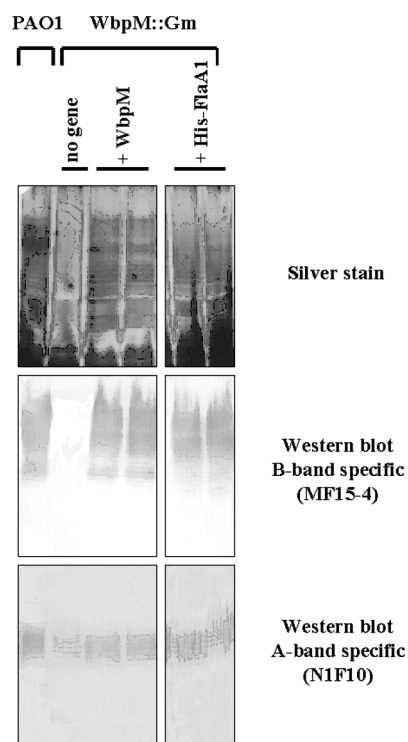 PAO1
WbpM::Gm
no gene
+ WbpM
+ His-FlaA1
Silver stain
Western blot
B-band specific
(MF15-4)
Western blot
A-band specific
(N1F10)